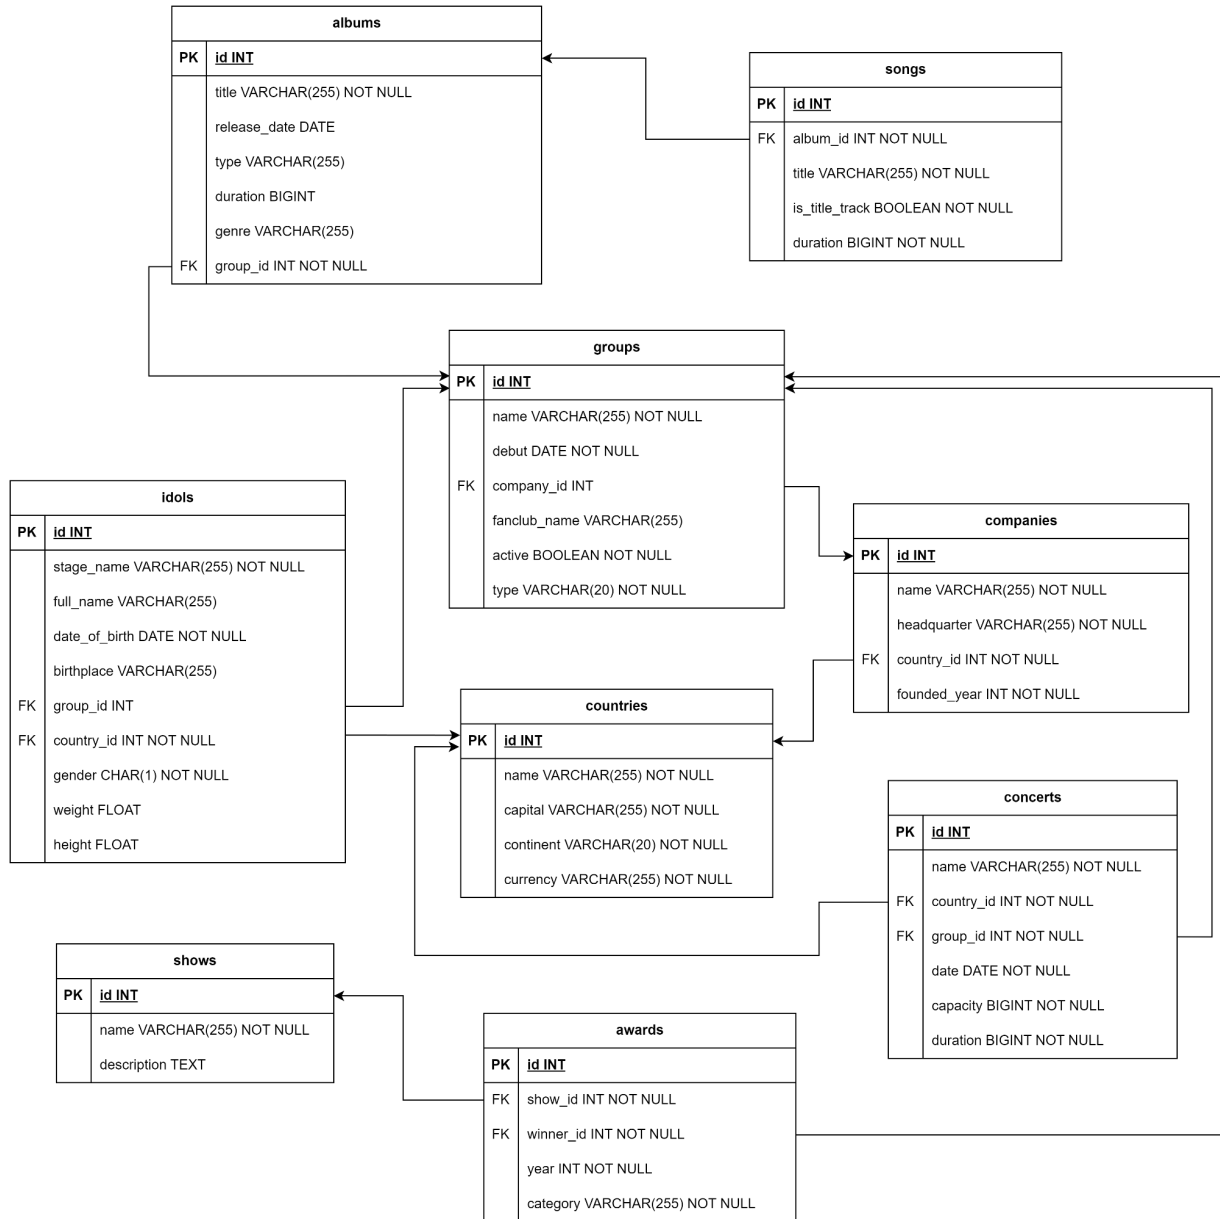 albums
PK id INT
title VARCHAR(255) NOT NULL
release_date DATE
type VARCHAR(255)
duration BIGINT
genre VARCHAR(255)
FK group_id INT NOT NULL
songs
PK id INT
FK album_id INT NOT NULL
title VARCHAR(255) NOT NULL
is_title_track BOOLEAN NOT NULL
duration BIGINT NOT NULL
groups
PK id INT
name VARCHAR(255) NOT NULL
debut DATE NOT NULL
FK company_id INT
fanclub_name VARCHAR(255)
active BOOLEAN NOT NULL
type VARCHAR(20) NOT NULL
idols
PK id INT
stage_name VARCHAR(255) NOT NULL
full_name VARCHAR(255)
date_of_birth DATE NOT NULL
birthplace VARCHAR(255)
FK group_id INT
FK country_id INT NOT NULL
gender CHAR(1) NOT NULL
weight FLOAT
height FLOAT
companies
PK id INT
name VARCHAR(255) NOT NULL
headquarter VARCHAR(255) NOT NULL
FK country_id INT NOT NULL
founded_year INT NOT NULL
countries
PK id INT
name VARCHAR(255) NOT NULL
capital VARCHAR(255) NOT NULL
continent VARCHAR(20) NOT NULL
currency VARCHAR(255) NOT NULL
concerts
PK id INT
name VARCHAR(255) NOT NULL
FK country_id INT NOT NULL
FK group_id INT NOT NULL
date DATE NOT NULL
capacity BIGINT NOT NULL
duration BIGINT NOT NULL
shows
PK id INT
name VARCHAR(255) NOT NULL
description TEXT
awards
PK id INT
FK show_id INT NOT NULL
FK winner_id INT NOT NULL
year INT NOT NULL
category VARCHAR(255) NOT NULL